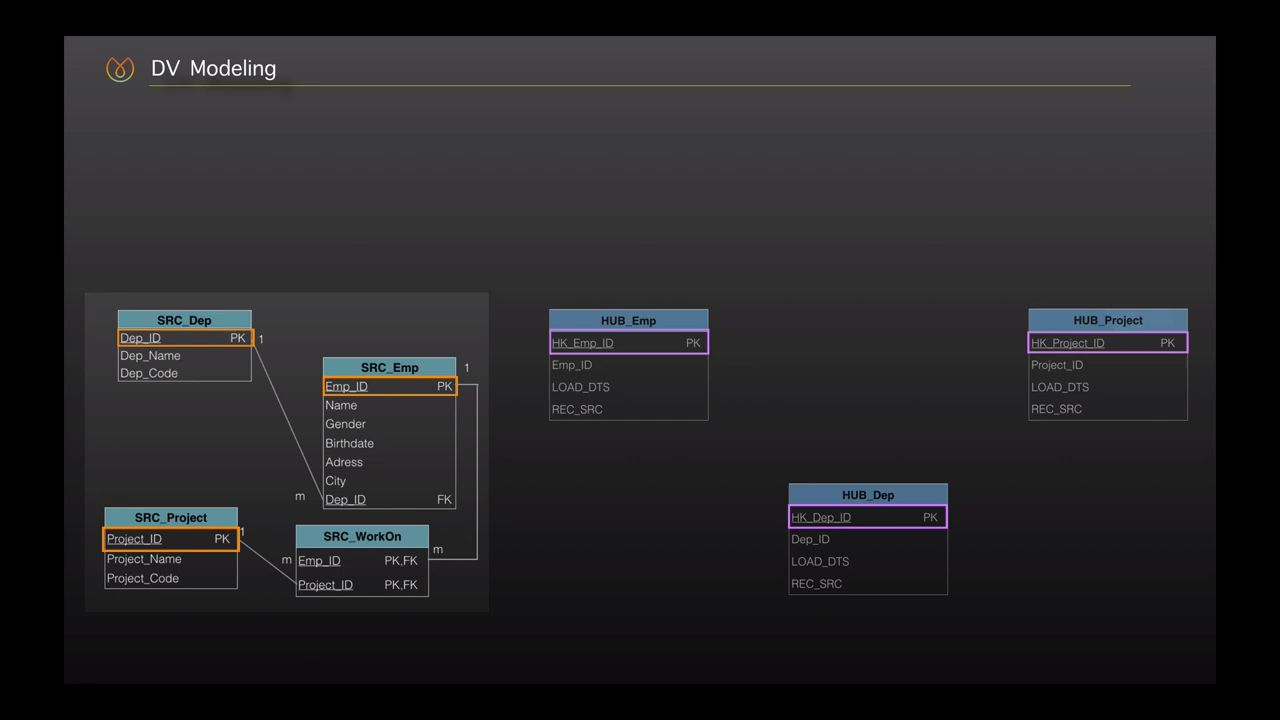 DV Modeling
SRC_Dep
Dep_ID PK 1
Dep_Name
Dep_Code
SRC_Emp 1
Emp_ID PK
Name
Gender
Birthdate
Adress
City
m Dep_ID FK
SRC_Project
Project_ID PK 1
Project_Name
Project_Code
SRC_WorkOn
m Emp_ID PK,FK m
Project_ID PK,FK
HUB_Emp
HK_Emp_ID PK
Emp_ID
LOAD_DTS
REC_SRC
HUB_Dep
HK_Dep_ID PK
Dep_ID
LOAD_DTS
REC_SRC
HUB_Project
HK_Project_ID PK
Project_ID
LOAD_DTS
REC_SRC